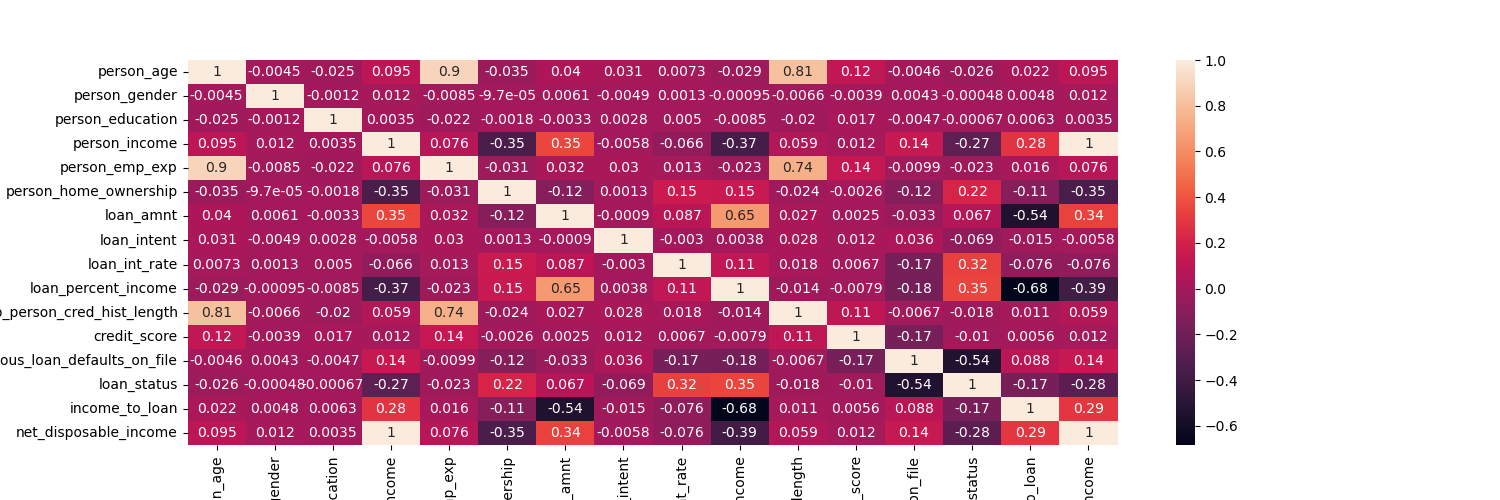 person_age 1 -0.0045 -0.025 0.095 0.9 -0.035 0.04 0.031 0.0073 -0.029 0.81 0.12 -0.0046 -0.026 0.022 0.095
person_gender -0.0045 1 -0.0012 0.012 -0.0085 -9.7e-05 0.0061 -0.0049 0.0013 -0.00095 -0.0066 -0.0039 0.0043 -0.00048 0.0048 0.012
person_education -0.025 -0.0012 1 0.0035 -0.022 -0.0018 -0.0033 0.0028 0.005 -0.0085 -0.02 0.017 -0.0047 -0.00067 0.0063 0.0035
person_income 0.095 0.012 0.0035 1 0.076 -0.35 0.35 -0.0058 -0.066 -0.37 0.059 0.012 0.14 -0.27 0.28 1
person_emp_exp 0.9 -0.0085 -0.022 0.076 1 -0.031 0.032 0.03 0.013 -0.023 0.74 0.14 -0.0099 -0.023 0.016 0.076
person_home_ownership -0.035 -9.7e-05 -0.0018 -0.35 -0.031 1 -0.12 0.0013 0.15 0.15 -0.024 -0.0026 -0.12 0.22 -0.11 -0.35
loan_amnt 0.04 0.0061 -0.0033 0.35 0.032 -0.12 1 -0.0009 0.087 0.65 0.027 0.0025 -0.033 0.067 -0.54 0.34
loan_intent 0.031 -0.0049 0.0028 -0.0058 0.03 0.0013 -0.0009 1 -0.003 0.0038 0.028 0.012 0.036 -0.069 -0.015 -0.0058
loan_int_rate 0.0073 0.0013 0.005 -0.066 0.013 0.15 0.087 -0.003 1 0.11 0.018 0.0067 -0.17 0.32 -0.076 -0.076
loan_percent_income -0.029 -0.00095 -0.0085 -0.37 -0.023 0.15 0.65 0.0038 0.11 1 -0.014 -0.0079 -0.18 0.35 -0.68 -0.39
_person_cred_hist_length 0.81 -0.0066 -0.02 0.059 0.74 -0.024 0.027 0.028 0.018 -0.014 1 0.11 -0.0067 -0.018 0.011 0.059
credit_score 0.12 -0.0039 0.017 0.012 0.14 -0.0026 0.0025 0.012 0.0067 -0.0079 0.11 1 -0.17 -0.01 0.0056 0.012
ous_loan_defaults_on_file -0.0046 0.0043 -0.0047 0.14 -0.0099 -0.12 -0.033 0.036 -0.17 -0.18 -0.0067 -0.17 1 -0.54 0.088 0.14
loan_status -0.026 -0.00048 -0.00067 -0.27 -0.023 0.22 0.067 -0.069 0.32 0.35 -0.018 -0.01 -0.54 1 -0.17 -0.28
income_to_loan 0.022 0.0048 0.0063 0.28 0.016 -0.11 -0.54 -0.015 -0.076 -0.68 0.011 0.0056 0.088 -0.17 1 0.29
net_disposable_income 0.095 0.012 0.0035 1 0.076 -0.35 0.34 -0.0058 -0.076 -0.39 0.059 0.012 0.14 -0.28 0.29 1
n_age gender cation ncome p_exp ership _amnt _intent t_rate ncome length _score on_file status o_loan ncome
1.0
0.8
0.6
0.4
0.2
0.0
−0.2
−0.4
−0.6